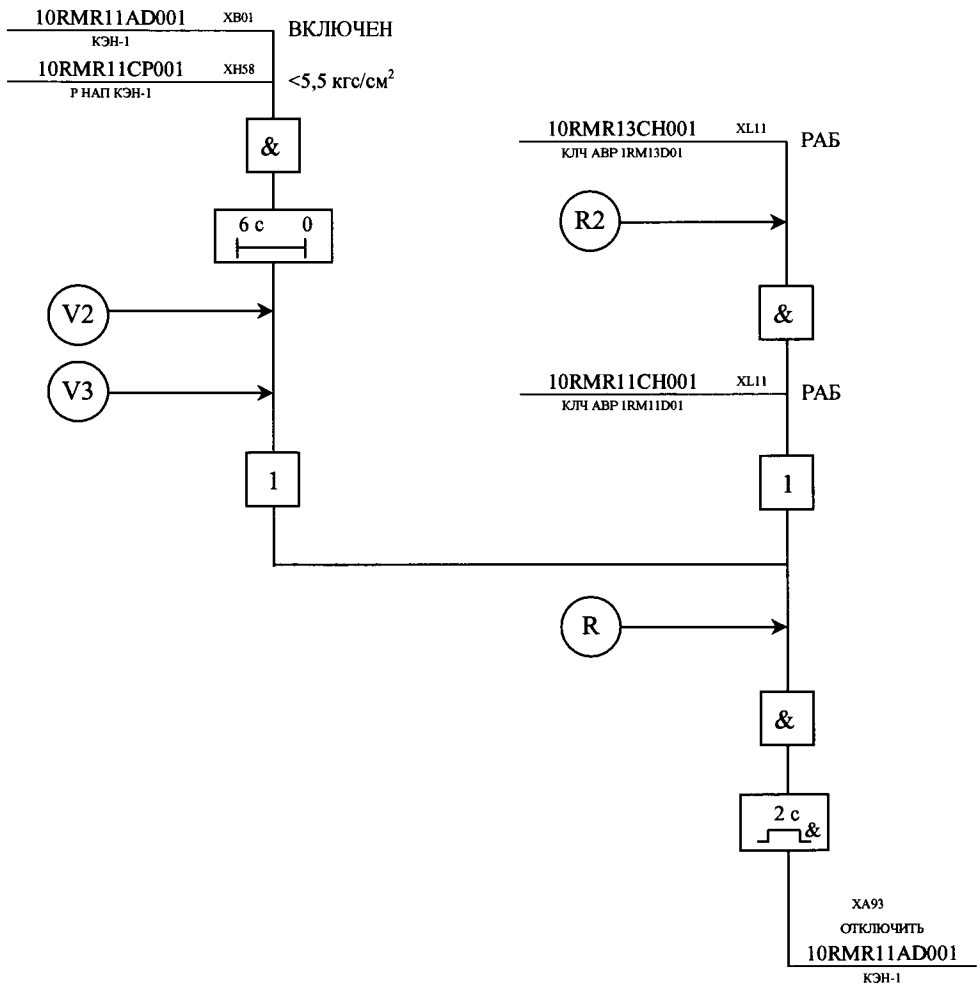 10RMR11AD001 XB01 ВКЛЮЧЕН
КЭН-1
10RMR11CP001 XH58 <5,5 кгс/см²
Р НАП КЭН-1
&
6 с 0
V2
V3
1
10RMR13CH001 XL11 РАБ
КЛЧ АВР 1RM13D01
R2
&
10RMR11CH001 XL11 РАБ
КЛЧ АВР 1RM11D01
1
R
&
2 с
&
XA93
ОТКЛЮЧИТЬ
10RMR11AD001
КЭН-1